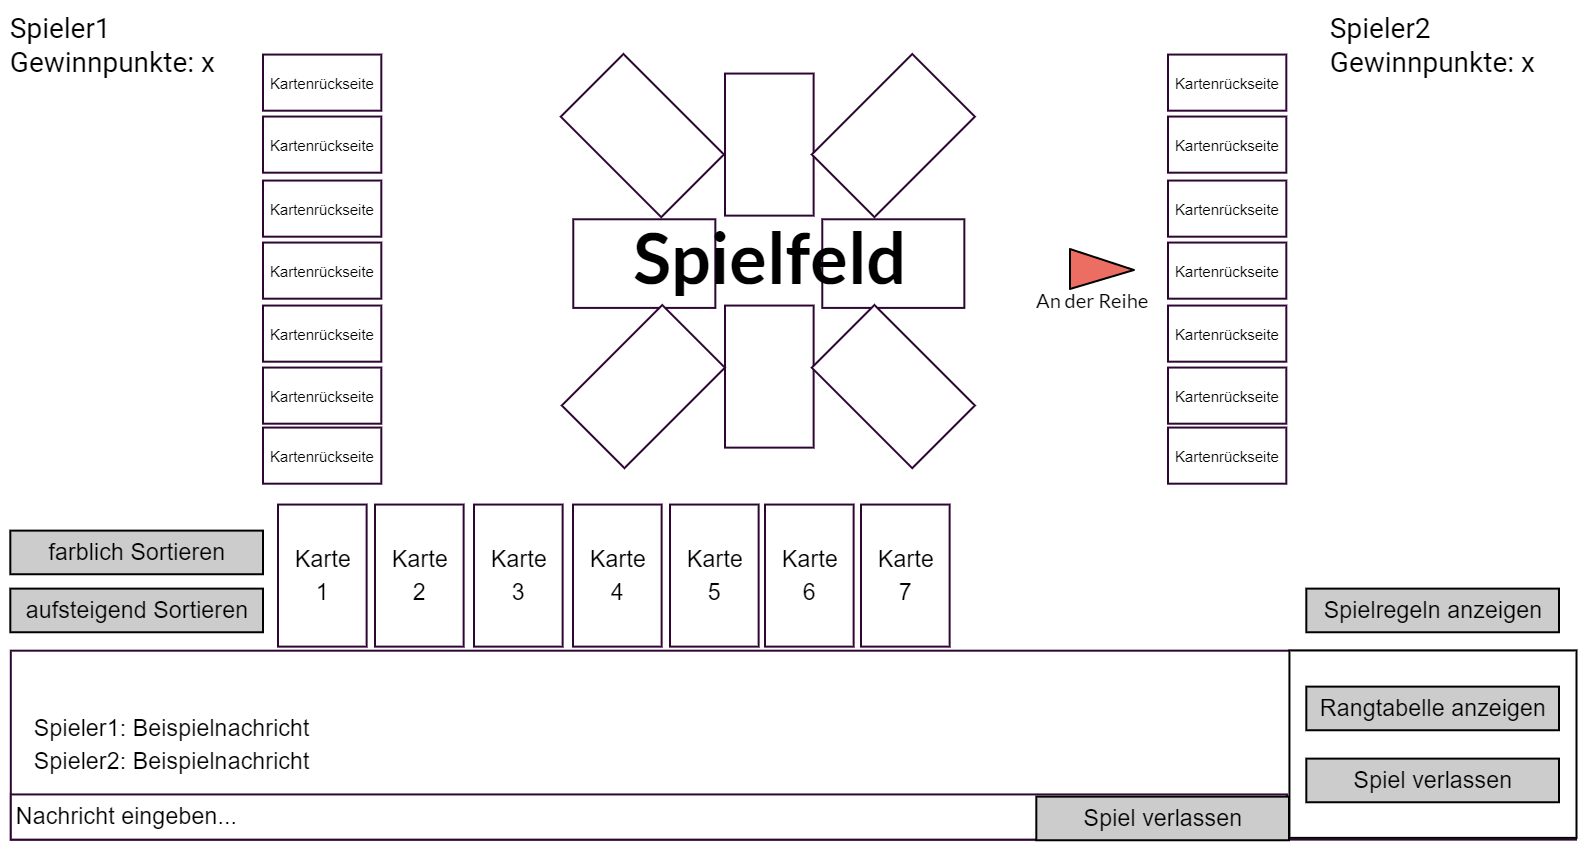 Spieler1
Gewinnpunkte: x
Spieler2
Gewinnpunkte: x
Kartenrückseite
Kartenrückseite
Kartenrückseite
Kartenrückseite
Kartenrückseite
Kartenrückseite
Kartenrückseite
Spielfeld
An der Reihe
Kartenrückseite
Kartenrückseite
Kartenrückseite
Kartenrückseite
Kartenrückseite
Kartenrückseite
Kartenrückseite
farblich Sortieren
aufsteigend Sortieren
Karte
1
Karte
2
Karte
3
Karte
4
Karte
5
Karte
6
Karte
7
Spielregeln anzeigen
Spieler1: Beispielnachricht
Spieler2: Beispielnachricht
Nachricht eingeben...
Spiel verlassen
Rangtabelle anzeigen
Spiel verlassen